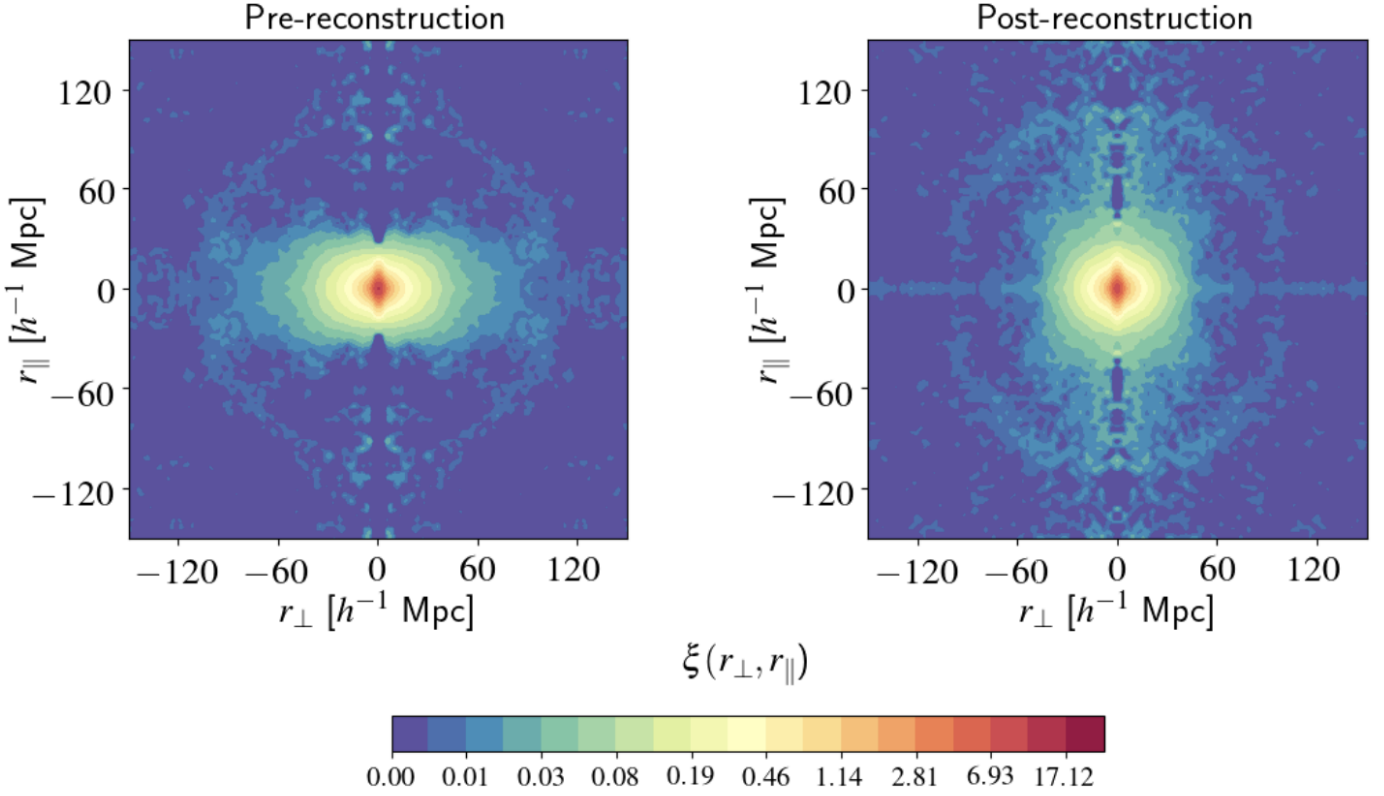 Pre-reconstruction Post-reconstruction
120 120
60 60
0 0
−60 −60
−120 −120
r∥ [h⁻¹ Mpc] r∥ [h⁻¹ Mpc]
−120 −60 0 60 120 −120 −60 0 60 120
r⊥ [h⁻¹ Mpc] r⊥ [h⁻¹ Mpc]
ξ(r⊥, r∥)
0.00 0.01 0.03 0.08 0.19 0.46 1.14 2.81 6.93 17.12